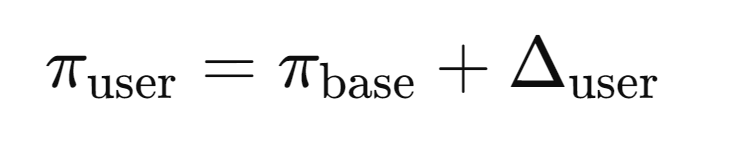 π_user = π_base + Δ_user